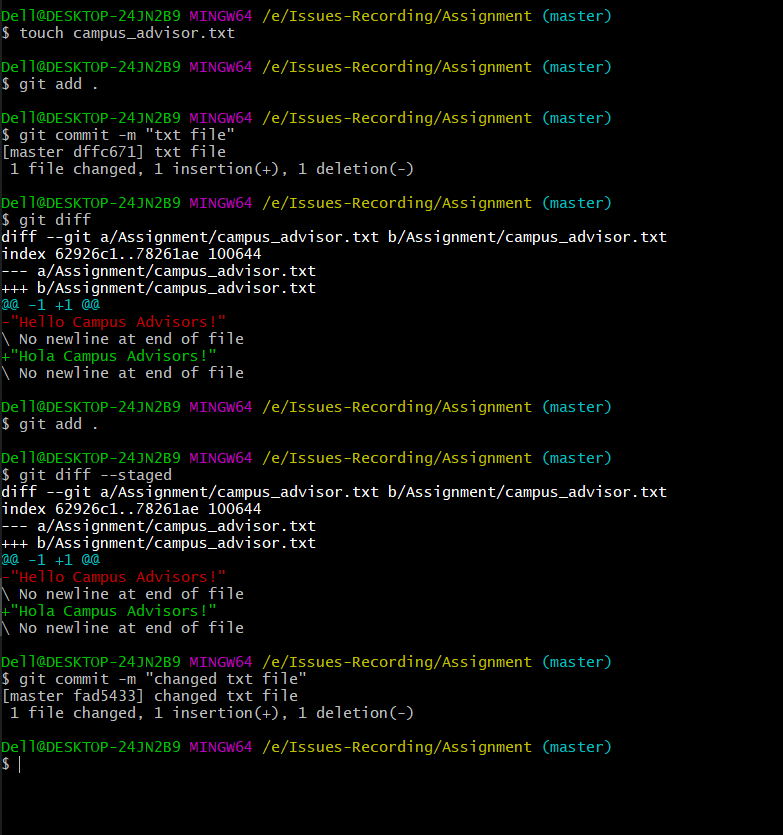 Dell@DESKTOP-24JN2B9 MINGW64 /e/Issues-Recording/Assignment (master)
$ touch campus_advisor.txt
Dell@DESKTOP-24JN2B9 MINGW64 /e/Issues-Recording/Assignment (master)
$ git add .
Dell@DESKTOP-24JN2B9 MINGW64 /e/Issues-Recording/Assignment (master)
$ git commit -m "txt file"
[master dffc671] txt file
 1 file changed, 1 insertion(+), 1 deletion(-)
Dell@DESKTOP-24JN2B9 MINGW64 /e/Issues-Recording/Assignment (master)
$ git diff
diff --git a/Assignment/campus_advisor.txt b/Assignment/campus_advisor.txt
index 62926c1..78261ae 100644
--- a/Assignment/campus_advisor.txt
+++ b/Assignment/campus_advisor.txt
@@ -1 +1 @@
-"Hello Campus Advisors!"
\ No newline at end of file
+"Hola Campus Advisors!"
\ No newline at end of file
Dell@DESKTOP-24JN2B9 MINGW64 /e/Issues-Recording/Assignment (master)
$ git add .
Dell@DESKTOP-24JN2B9 MINGW64 /e/Issues-Recording/Assignment (master)
$ git diff --staged
diff --git a/Assignment/campus_advisor.txt b/Assignment/campus_advisor.txt
index 62926c1..78261ae 100644
--- a/Assignment/campus_advisor.txt
+++ b/Assignment/campus_advisor.txt
@@ -1 +1 @@
-"Hello Campus Advisors!"
\ No newline at end of file
+"Hola Campus Advisors!"
\ No newline at end of file
Dell@DESKTOP-24JN2B9 MINGW64 /e/Issues-Recording/Assignment (master)
$ git commit -m "changed txt file"
[master fad5433] changed txt file
 1 file changed, 1 insertion(+), 1 deletion(-)
Dell@DESKTOP-24JN2B9 MINGW64 /e/Issues-Recording/Assignment (master)
$